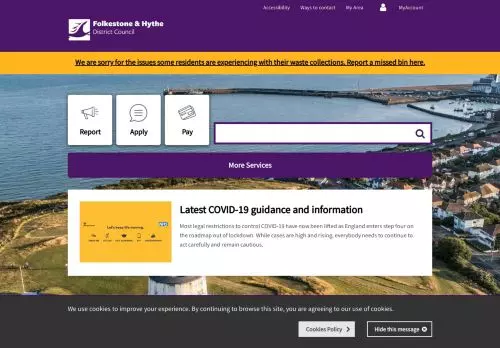 Accessibility Ways to contact My Area MyAccount
Folkestone & Hythe
District Council
We are sorry for the issues some residents are experiencing with their waste collections. Report a missed bin here.
Report
Apply
Pay
More Services
Latest COVID-19 guidance and information
Let's keep life moving.
NHS
Most legal restrictions to control COVID-19 have now been lifted as England enters step four on
the roadmap out of lockdown. While cases are high and rising, everybody needs to continue to
act carefully and remain cautious.
We use cookies to improve your experience. By continuing to browse this site, you are agreeing to our use of cookies.
Cookies Policy
Hide this message